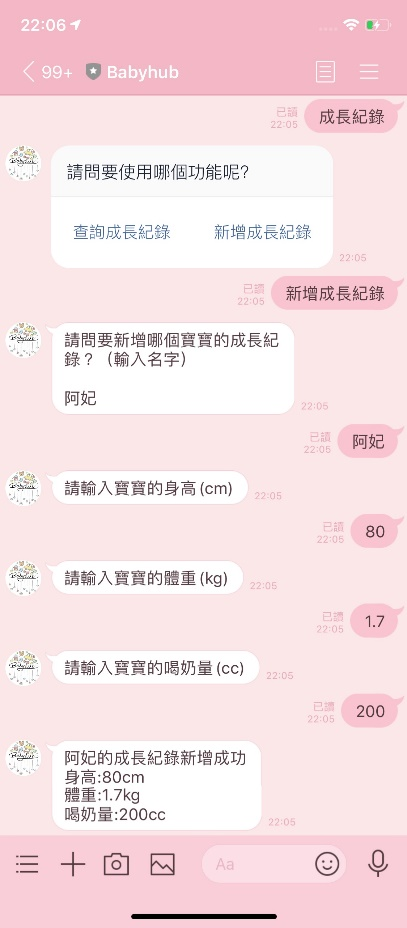 22:06
99+ Babyhub
已讀
22:05
成長紀錄
請問要使用哪個功能呢?
查詢成長紀錄 新增成長紀錄
22:05
已讀
22:05
新增成長紀錄
請問要新增哪個寶寶的成長紀
錄？（輸入名字）
阿妃
22:05
已讀
22:05
阿妃
請輸入寶寶的身高(cm)
22:05
已讀
22:05
80
請輸入寶寶的體重(kg)
22:05
已讀
22:05
1.7
請輸入寶寶的喝奶量(cc)
22:05
已讀
22:05
200
阿妃的成長紀錄新增成功
身高:80cm
體重:1.7kg
喝奶量:200cc
22:05
Aa